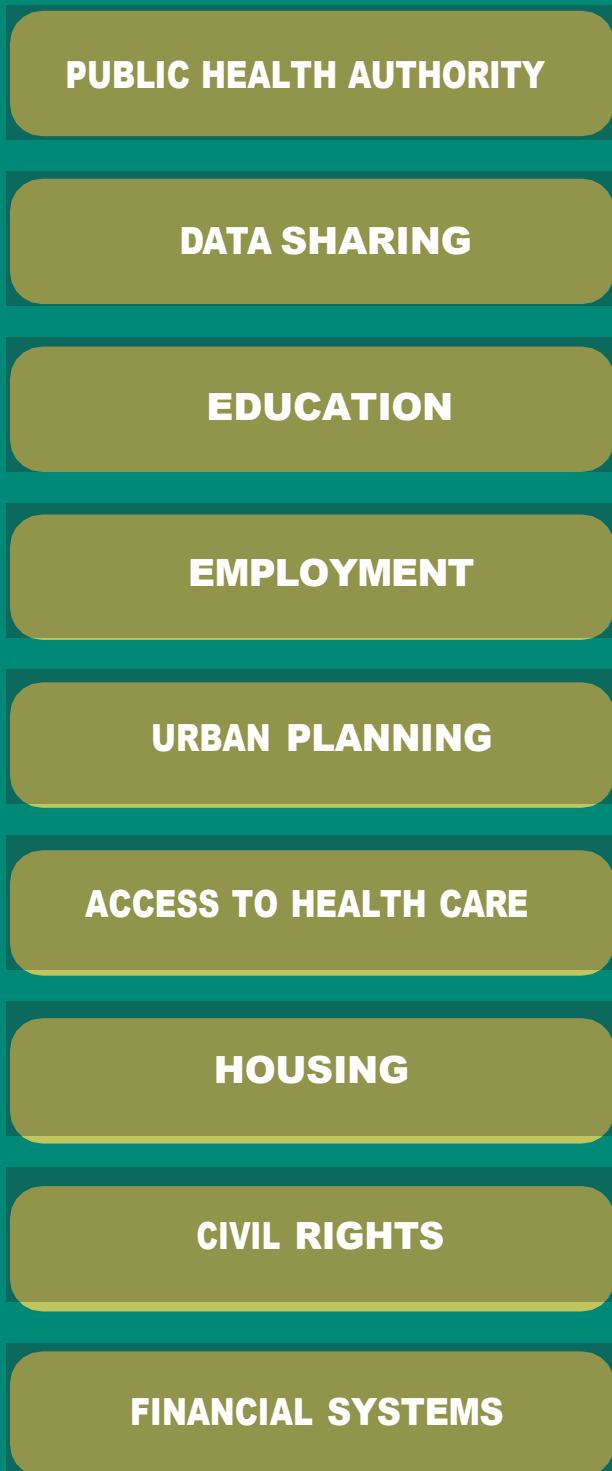 PUBLIC HEALTH AUTHORITY
DATA SHARING
EDUCATION
EMPLOYMENT
URBAN PLANNING
ACCESS TO HEALTH CARE
HOUSING
CIVIL RIGHTS
FINANCIAL SYSTEMS